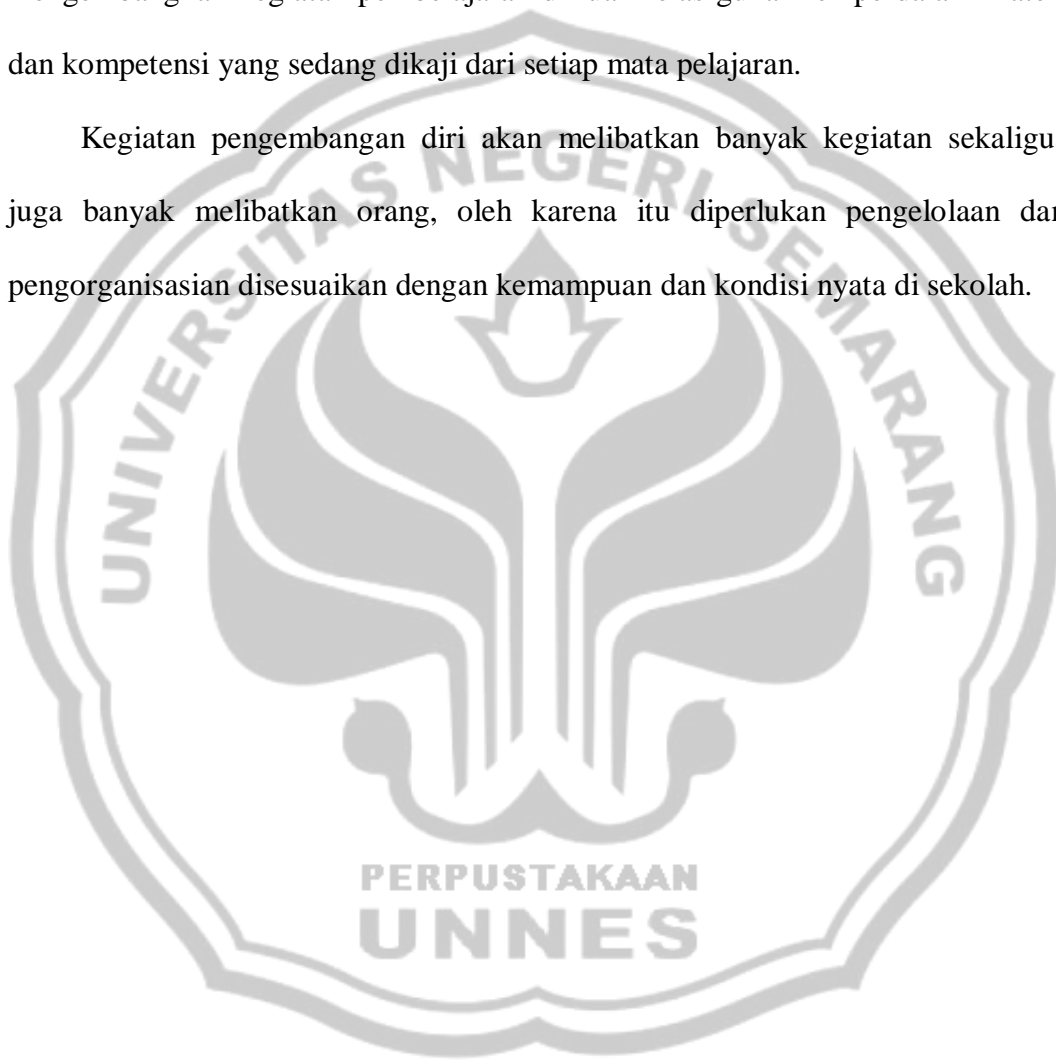 dan kompetensi yang sedang dikaji dari setiap mata pelajaran.
Kegiatan pengembangan diri akan melibatkan banyak kegiatan sekaligu
juga banyak melibatkan orang, oleh karena itu diperlukan pengelolaan dan
pengorganisasian disesuaikan dengan kemampuan dan kondisi nyata di sekolah.
UNIVERSITAS NEGERI SEMARANG
PERPUSTAKAAN
UNNES